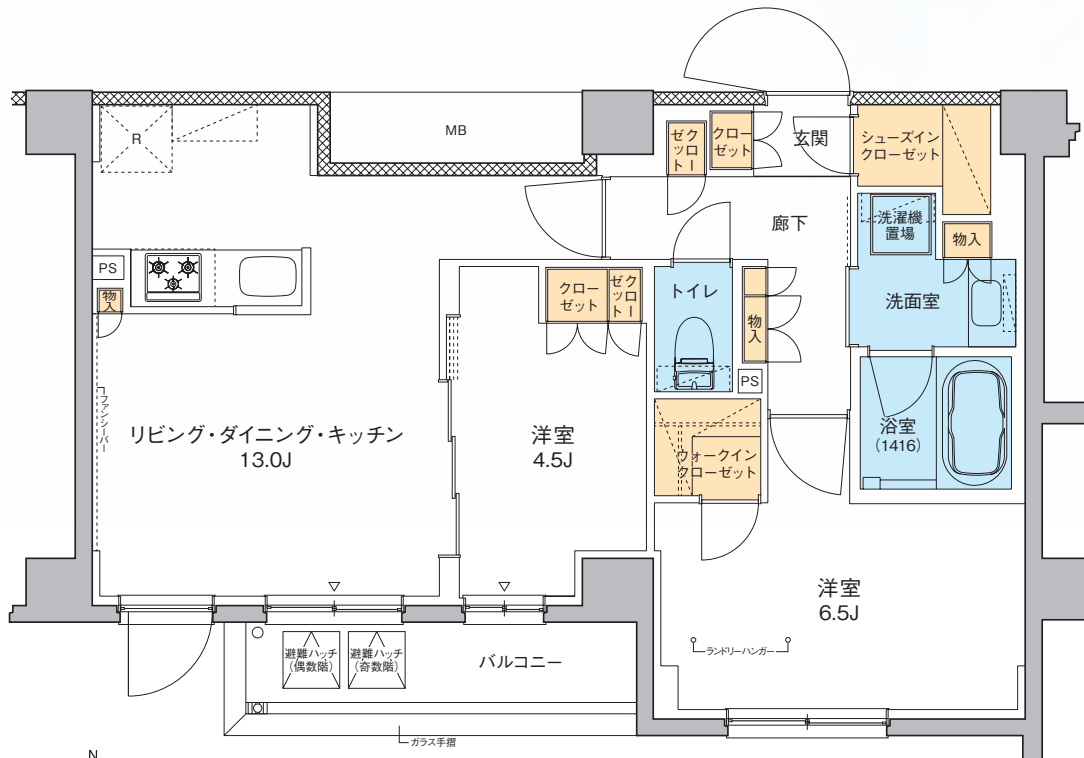 R
MB
クロー
ゼット
クロー
ゼット
玄関
シューズイン
クローゼット
廊下
洗濯機
置場
物入
PS
物入
クロー
ゼット
クロー
ゼット
トイレ
物入
洗面室
PS
ファンシーバー
リビング・ダイニング・キッチン
13.0J
洋室
4.5J
ウォークイン
クローゼット
浴室
(1416)
洋室
6.5J
ランドリーハンガー
避難ハッチ
(偶数階)
避難ハッチ
(奇数階)
バルコニー
ガラス手摺
N